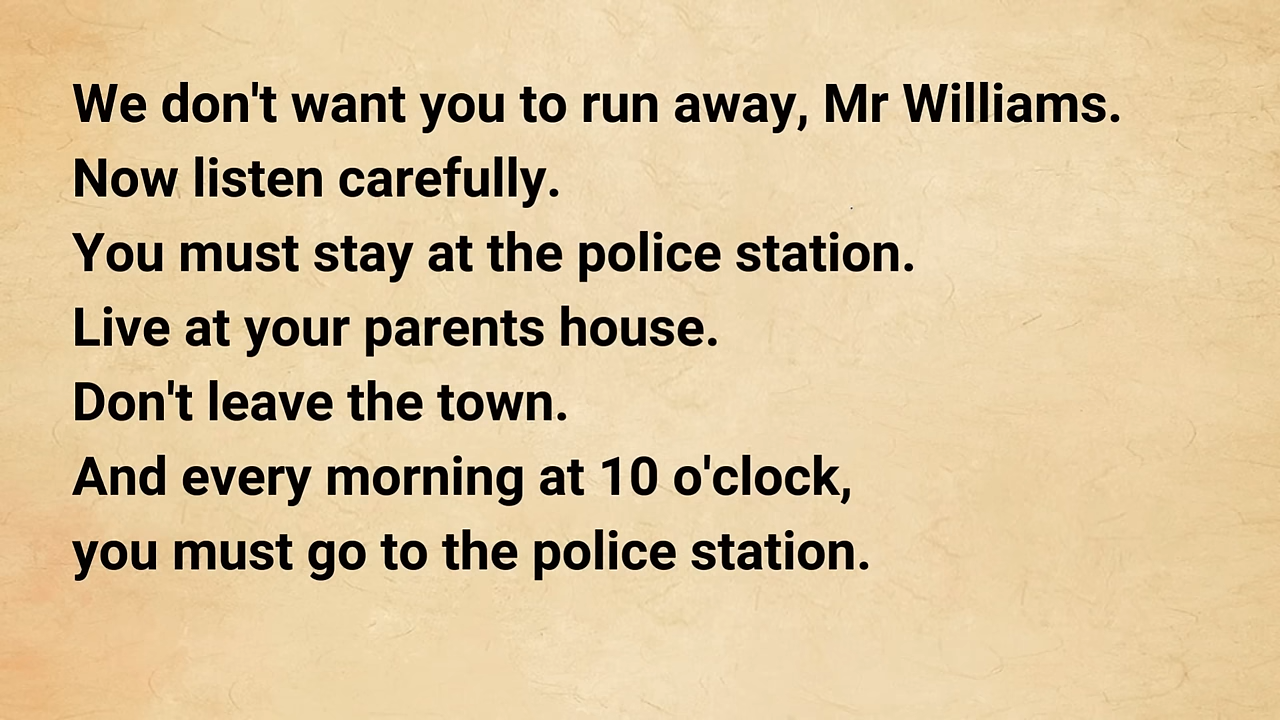 We don't want you to run away, Mr Williams.
Now listen carefully.
You must stay at the police station.
Live at your parents house.
Don't leave the town.
And every morning at 10 o'clock,
you must go to the police station.